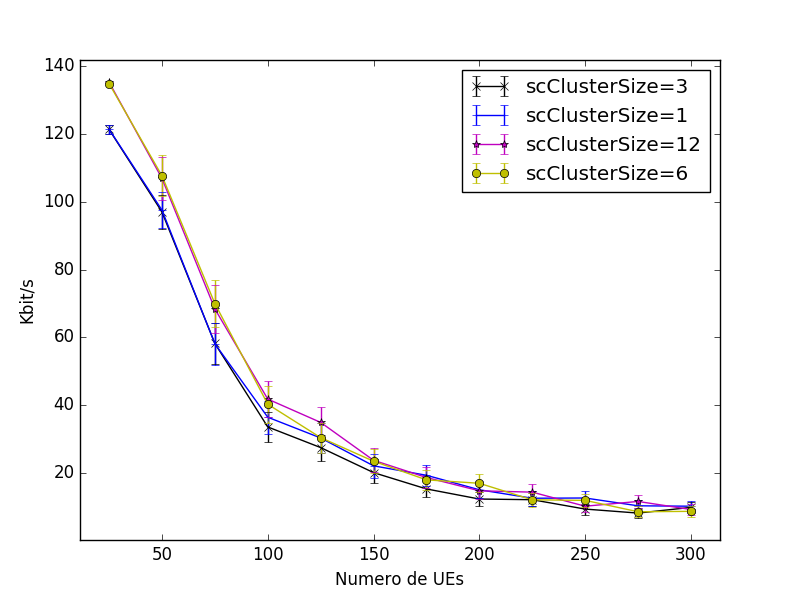 140
120
100
80
60
40
20
Kbit/s
scClusterSize=3
scClusterSize=1
scClusterSize=12
scClusterSize=6
50 100 150 200 250 300
Numero de UEs